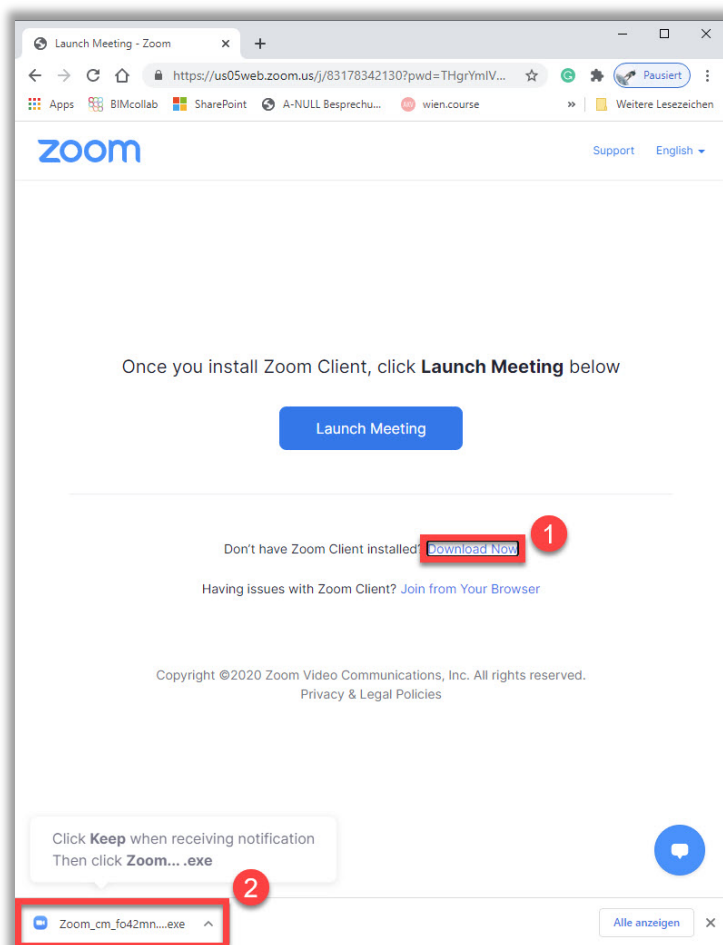 Launch Meeting - Zoom
https://us05web.zoom.us/j/83178342130?pwd=THgrYmlV...
Pausiert
Apps BIMcollab SharePoint A-NULL Besprechu... wien.course » Weitere Lesezeichen
zoom Support English
Once you install Zoom Client, click Launch Meeting below
Launch Meeting
1
Don't have Zoom Client installed? Download Now
Having issues with Zoom Client? Join from Your Browser
Copyright ©2020 Zoom Video Communications, Inc. All rights reserved.
Privacy & Legal Policies
Click Keep when receiving notification
Then click Zoom... .exe
2
Zoom_cm_fo42mn....exe Alle anzeigen